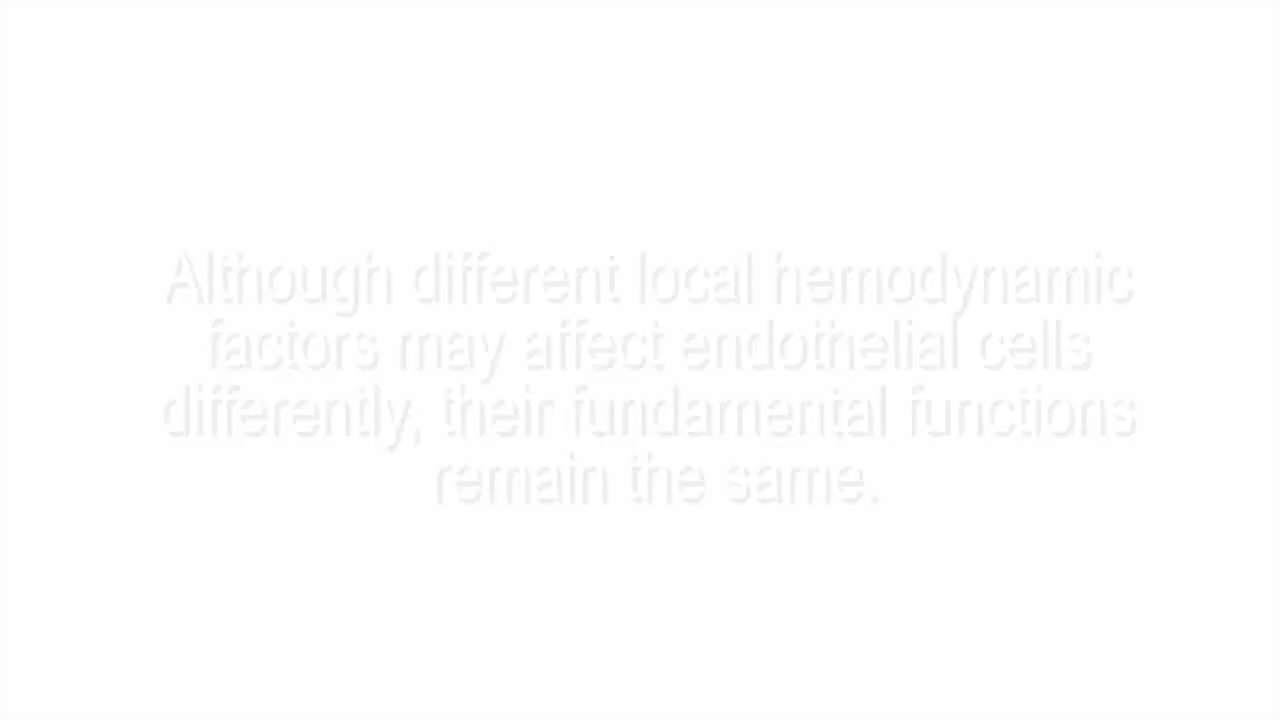 Although different local hemodynamic
factors may affect endothelial cells
differently, their fundamental functions
remain the same.